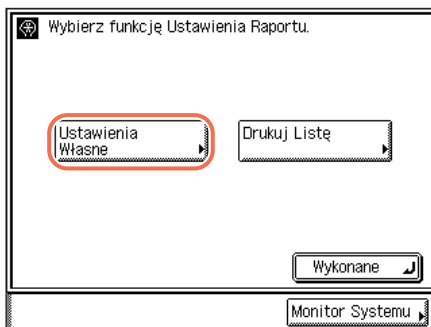 Wybierz funkcję Ustawienia Raportu.
Ustawienia
Własne
Drukuj Listę
Wykonane
Monitor Systemu